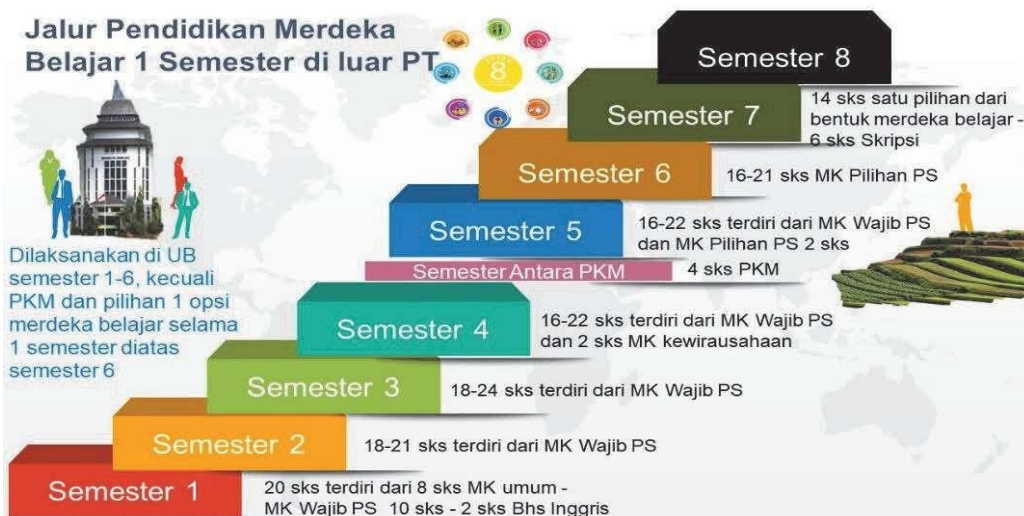 Jalur Pendidikan Merdeka
Belajar 1 Semester di luar PT
8
Semester 8
Semester 7
14 sks satu pilihan dari
bentuk merdeka belajar -
6 sks Skripsi
Semester 6
16-21 sks MK Pilihan PS
Semester 5
16-22 sks terdiri dari MK Wajib PS
dan MK Pilihan PS 2 sks
Semester Antara PKM
4 sks PKM
Dilaksanakan di UB
semester 1-6, kecuali
PKM dan pilihan 1 opsi
merdeka belajar selama
1 semester diatas
semester 6
Semester 4
16-22 sks terdiri dari MK Wajib PS
dan 2 sks MK kewirausahaan
Semester 3
18-24 sks terdiri dari MK Wajib PS
Semester 2
18-21 sks terdiri dari MK Wajib PS
Semester 1
20 sks terdiri dari 8 sks MK umum -
MK Wajib PS 10 sks - 2 sks Bhs Inggris